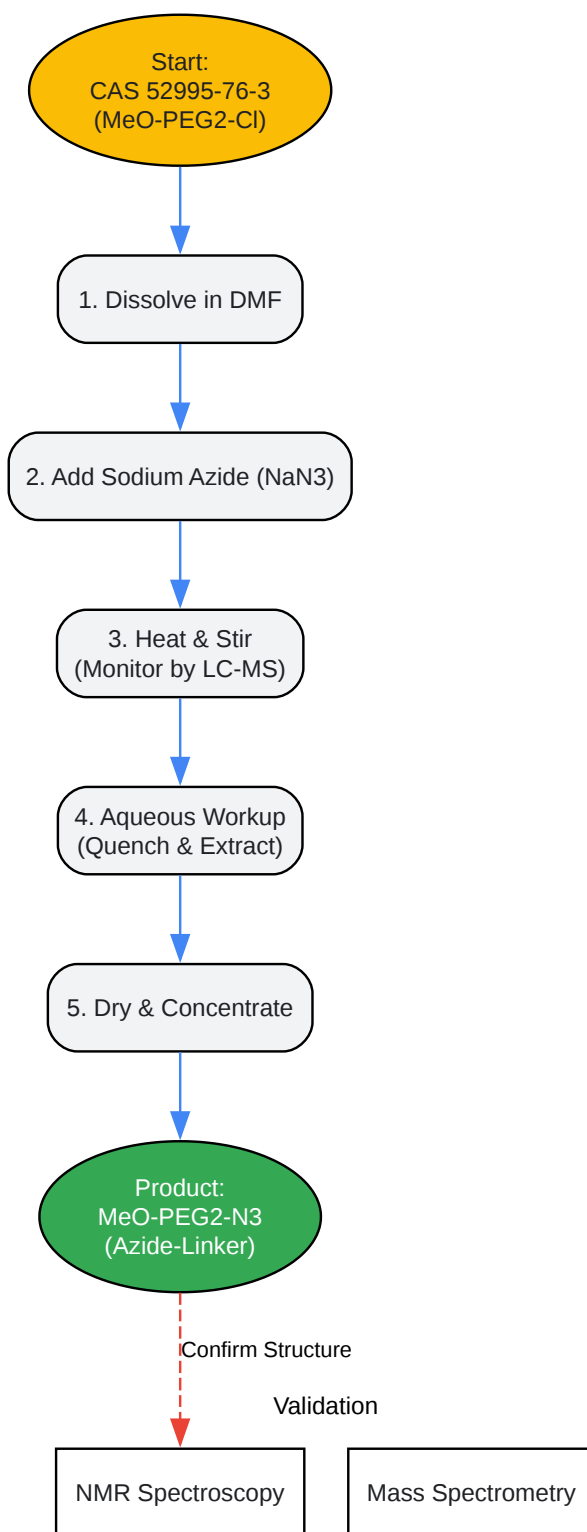 Start:
CAS 52995-76-3
(MeO-PEG2-Cl)
1. Dissolve in DMF
2. Add Sodium Azide (NaN3)
3. Heat & Stir
(Monitor by LC-MS)
4. Aqueous Workup
(Quench & Extract)
5. Dry & Concentrate
Product:
MeO-PEG2-N3
(Azide-Linker)
Confirm Structure
Validation
NMR Spectroscopy
Mass Spectrometry